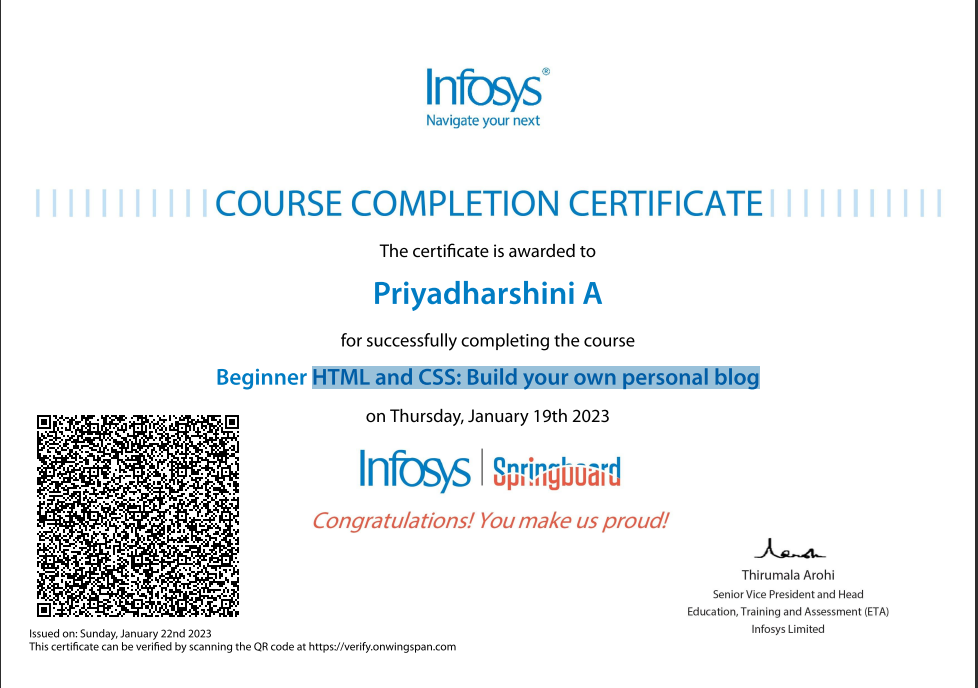 Infosys®
Navigate your next
COURSE COMPLETION CERTIFICATE
The certificate is awarded to
Priyadharshini A
for successfully completing the course
Beginner HTML and CSS: Build your own personal blog
on Thursday, January 19th 2023
Infosys | Springboard
Congratulations! You make us proud!
Thirumala Arohi
Senior Vice President and Head
Education, Training and Assessment (ETA)
Infosys Limited
Issued on: Sunday, January 22nd 2023
This certificate can be verified by scanning the QR code at https://verify.onwingspan.com